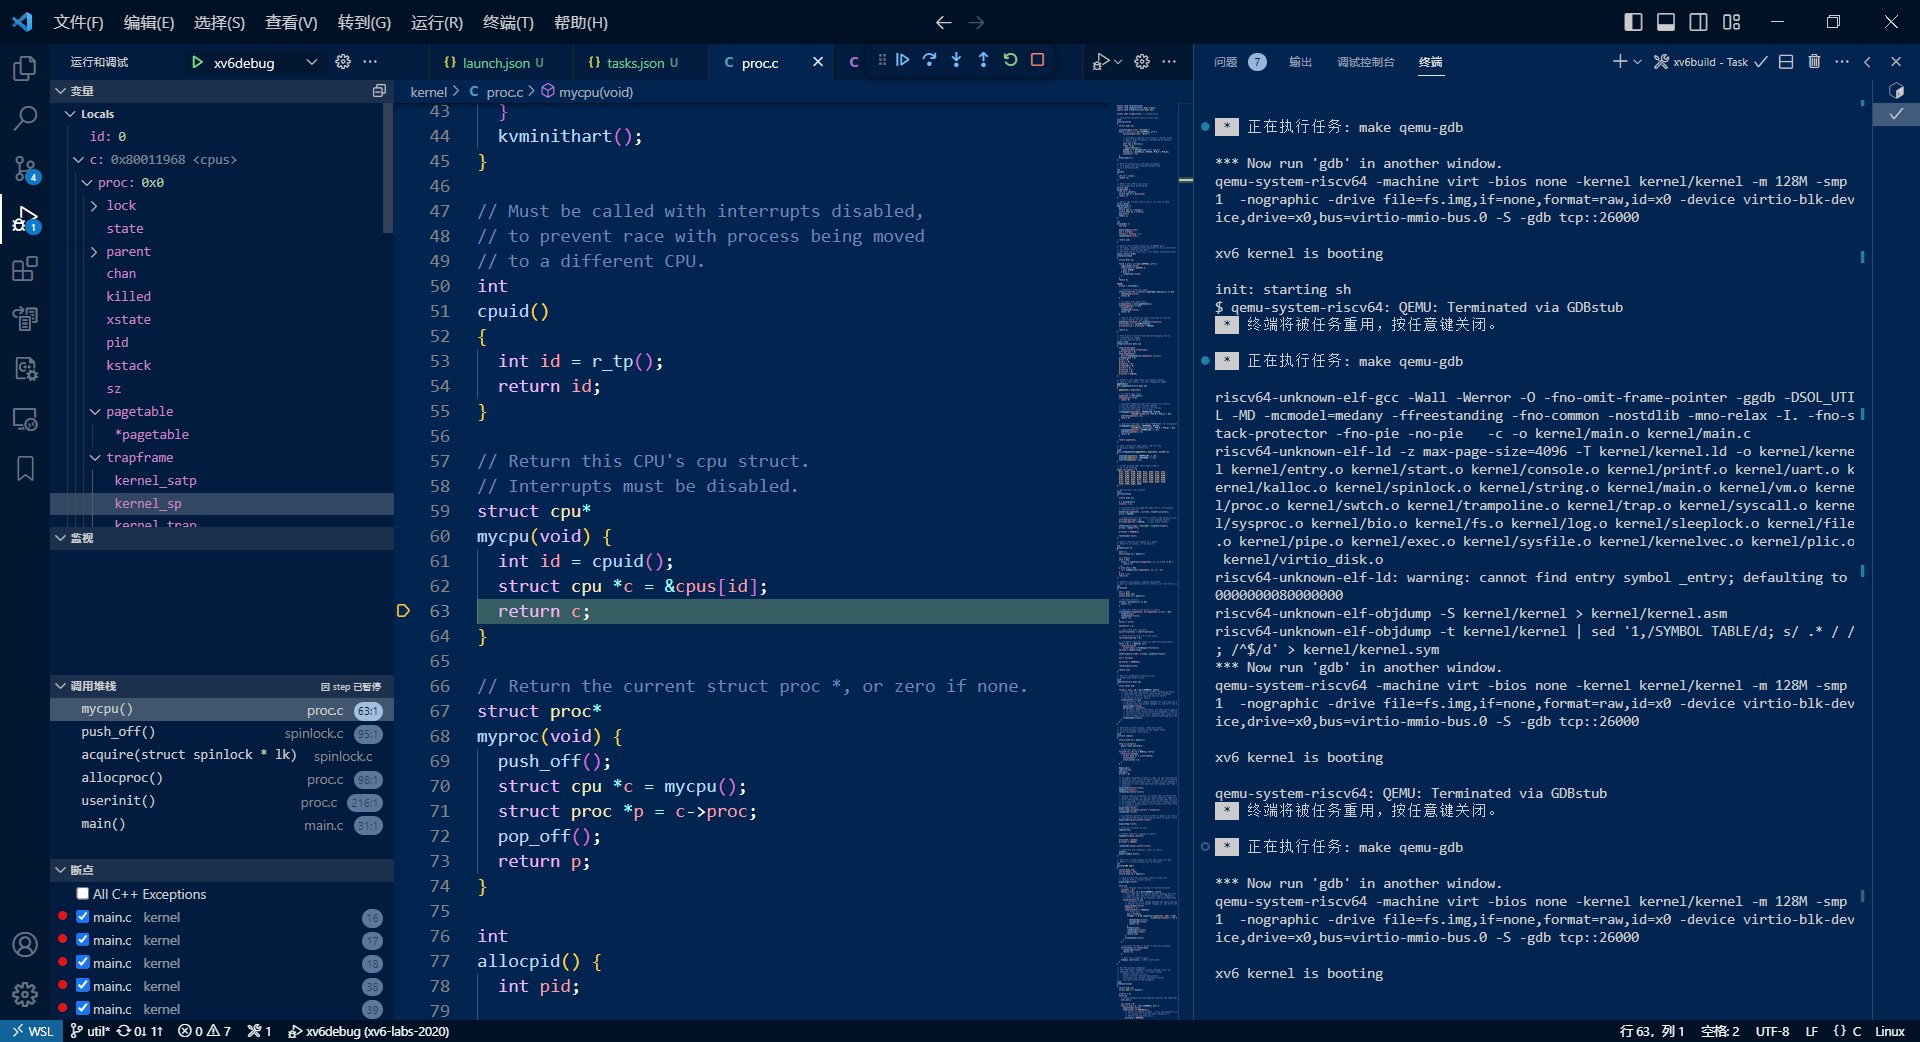 文件(F) 编辑(E) 选择(S) 查看(V) 转到(G) 运行(R) 终端(T) 帮助(H)
运行和调试 xv6debug
launch.json U tasks.json U proc.c C
kernel > C proc.c > mycpu(void)
变量
Locals
id: 0
c: 0x80011968 <cpus>
proc: 0x0
lock
state
parent
chan
killed
xstate
pid
kstack
sz
pagetable
*pagetable
trapframe
kernel_satp
kernel_sp
kernel_trap
监视
调用堆栈 因 step 已暂停
mycpu() proc.c 63:1
push_off() spinlock.c 95:1
acquire(struct spinlock * lk) spinlock.c
allocproc() proc.c 98:1
userinit() proc.c 216:1
main() main.c 31:1
断点
All C++ Exceptions
main.c kernel 16
main.c kernel 17
main.c kernel 18
main.c kernel 38
main.c kernel 39
43 }
44 kvminithart();
45 }
46
47 // Must be called with interrupts disabled,
48 // to prevent race with process being moved
49 // to a different CPU.
50 int
51 cpuid()
52 {
53 int id = r_tp();
54 return id;
55 }
56
57 // Return this CPU's cpu struct.
58 // Interrupts must be disabled.
59 struct cpu*
60 mycpu(void) {
61 int id = cpuid();
62 struct cpu *c = &cpus[id];
63 return c;
64 }
65
66 // Return the current struct proc *, or zero if none.
67 struct proc*
68 myproc(void) {
69 push_off();
70 struct cpu *c = mycpu();
71 struct proc *p = c->proc;
72 pop_off();
73 return p;
74 }
75
76 int
77 allocpid() {
78 int pid;
79
问题 7 输出 调试控制台 终端 xv6build - Task
* 正在执行任务: make qemu-gdb
*** Now run 'gdb' in another window.
qemu-system-riscv64 -machine virt -bios none -kernel kernel/kernel -m 128M -smp
1 -nographic -drive file=fs.img,if=none,format=raw,id=x0 -device virtio-blk-dev
ice,drive=x0,bus=virtio-mmio-bus.0 -S -gdb tcp::26000
xv6 kernel is booting
init: starting sh
$ qemu-system-riscv64: QEMU: Terminated via GDBstub
* 终端将被任务重用，按任意键关闭。
* 正在执行任务: make qemu-gdb
riscv64-unknown-elf-gcc -Wall -Werror -O -fno-omit-frame-pointer -ggdb -DSOL_UTI
L -MD -mcmodel=medany -ffreestanding -fno-common -nostdlib -mno-relax -I. -fno-s
tack-protector -fno-pie -no-pie   -c -o kernel/main.o kernel/main.c
riscv64-unknown-elf-ld -z max-page-size=4096 -T kernel/kernel.ld -o kernel/kerne
l kernel/entry.o kernel/start.o kernel/console.o kernel/printf.o kernel/uart.o k
ernel/kalloc.o kernel/spinlock.o kernel/string.o kernel/main.o kernel/vm.o kerne
l/proc.o kernel/swtch.o kernel/trampoline.o kernel/trap.o kernel/syscall.o kerne
l/sysproc.o kernel/bio.o kernel/fs.o kernel/log.o kernel/sleeplock.o kernel/file
.o kernel/pipe.o kernel/exec.o kernel/sysfile.o kernel/kernelvec.o kernel/plic.o
kernel/virtio_disk.o
riscv64-unknown-elf-ld: warning: cannot find entry symbol _entry; defaulting to
0000000080000000
riscv64-unknown-elf-objdump -S kernel/kernel > kernel/kernel.asm
riscv64-unknown-elf-objdump -t kernel/kernel | sed '1,/SYMBOL TABLE/d; s/ .* / /
; /^$/d' > kernel/kernel.sym
*** Now run 'gdb' in another window.
qemu-system-riscv64 -machine virt -bios none -kernel kernel/kernel -m 128M -smp
1 -nographic -drive file=fs.img,if=none,format=raw,id=x0 -device virtio-blk-dev
ice,drive=x0,bus=virtio-mmio-bus.0 -S -gdb tcp::26000
xv6 kernel is booting
qemu-system-riscv64: QEMU: Terminated via GDBstub
* 终端将被任务重用，按任意键关闭。
* 正在执行任务: make qemu-gdb
*** Now run 'gdb' in another window.
qemu-system-riscv64 -machine virt -bios none -kernel kernel/kernel -m 128M -smp
1 -nographic -drive file=fs.img,if=none,format=raw,id=x0 -device virtio-blk-dev
ice,drive=x0,bus=virtio-mmio-bus.0 -S -gdb tcp::26000
xv6 kernel is booting
4
1
WSL util* 0↓ 1↑ 0 7 1 xv6debug (xv6-labs-2020) 行 63，列 1 空格: 2 UTF-8 LF {} C Linux